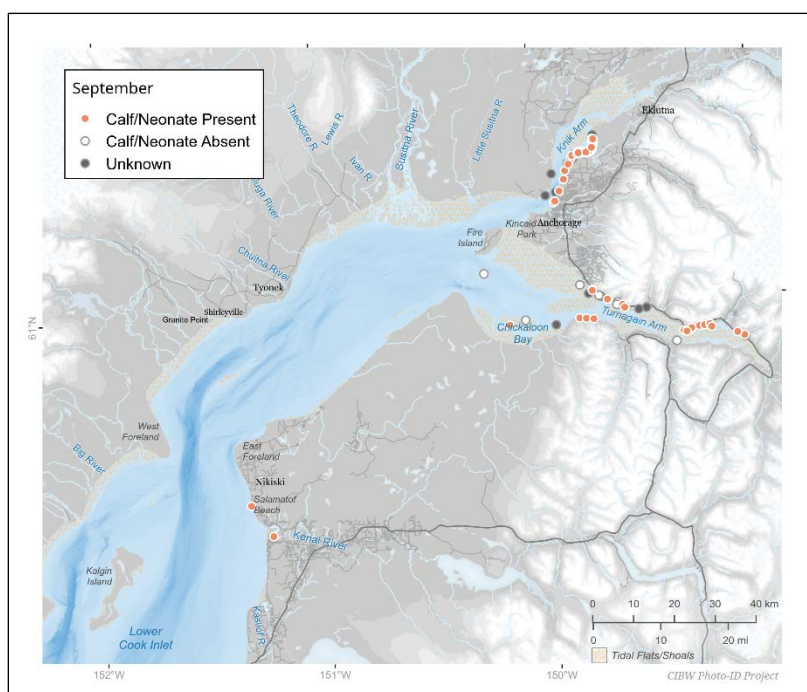 September
Calf/Neonate Present
Calf/Neonate Absent
Unknown
Theodore R
Lewis R
Ivan R
Susitna River
Little Susitna R
Knik Arm
Eklutna
Chuitna River
Tyonek
Shirleyville
Granite Point
Fire
Island
Kincaid
Park
Anchorage
Turnagain Arm
Chickaloon
Bay
61°N
West
Foreland
Big River
East
Foreland
Nikiski
Salamatof
Beach
Kenai River
Kalgin
Island
Kasilof R
Lower
Cook Inlet
0 10 20 30 40 km
0 10 20 mi
Tidal Flats/Shoals
152°W
151°W
150°W
CIBW Photo-ID Project